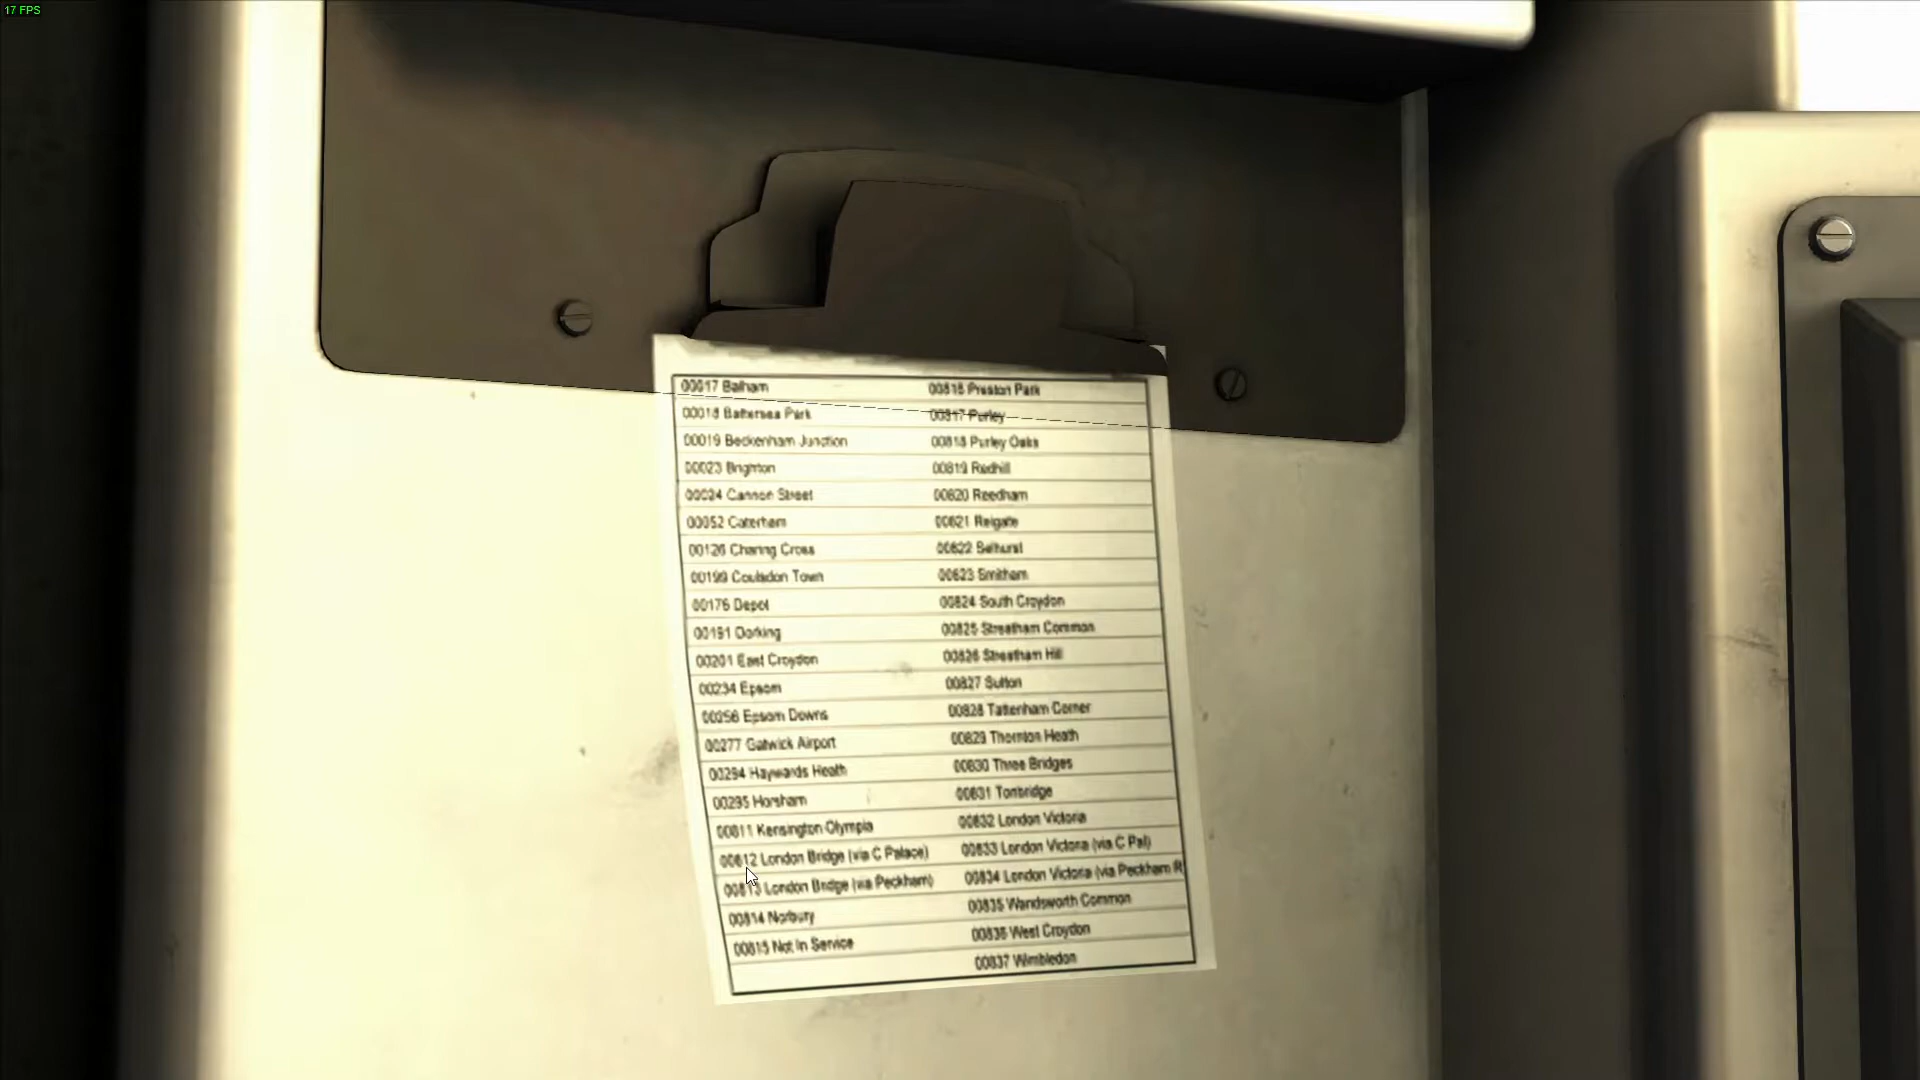 17 FPS
00017 Balham
00018 Battersea Park
00019 Beckenham Junction
00023 Brighton
00024 Cannon Street
00052 Caterham
00126 Charing Cross
00199 Coulsdon Town
00176 Depot
00191 Dorking
00201 East Croydon
00234 Epsom
00256 Epsom Downs
00277 Gatwick Airport
00294 Haywards Heath
00295 Horsham
00811 Kensington Olympia
00812 London Bridge (via C Palace)
00813 London Bridge (via Peckham)
00814 Norbury
00815 Not In Service
00816 Preston Park
00817 Purley
00818 Purley Oaks
00819 Redhill
00820 Reedham
00821 Reigate
00822 Selhurst
00823 Smitham
00824 South Croydon
00825 Streatham Common
00826 Streatham Hill
00827 Sutton
00828 Tattenham Corner
00829 Thornton Heath
00830 Three Bridges
00831 Tonbridge
00832 London Victoria
00833 London Victoria (via C Pal)
00834 London Victoria (via Peckham R
00835 Wandsworth Common
00836 West Croydon
00837 Wimbledon